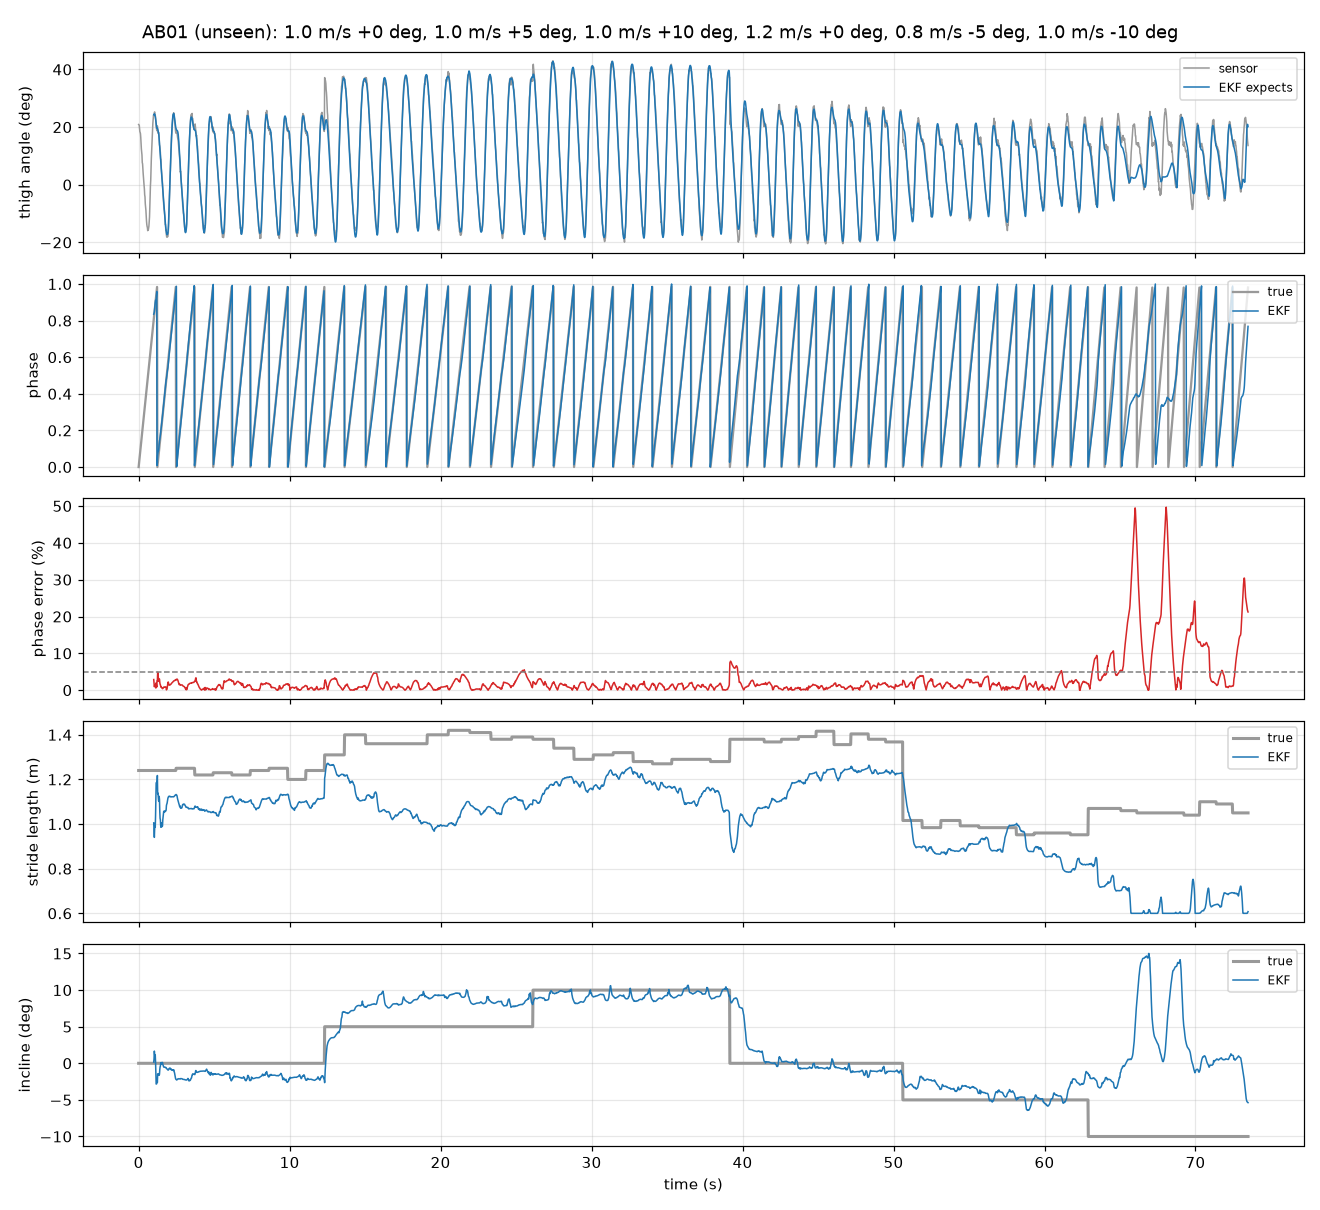 AB01 (unseen): 1.0 m/s +0 deg, 1.0 m/s +5 deg, 1.0 m/s +10 deg, 1.2 m/s +0 deg, 0.8 m/s -5 deg, 1.0 m/s -10 deg
thigh angle (deg)
40
20
0
−20
sensor
EKF expects
phase
1.0
0.8
0.6
0.4
0.2
0.0
true
EKF
phase error (%)
50
40
30
20
10
0
stride length (m)
1.4
1.2
1.0
0.8
0.6
true
EKF
incline (deg)
15
10
5
0
−5
−10
true
EKF
0 10 20 30 40 50 60 70
time (s)